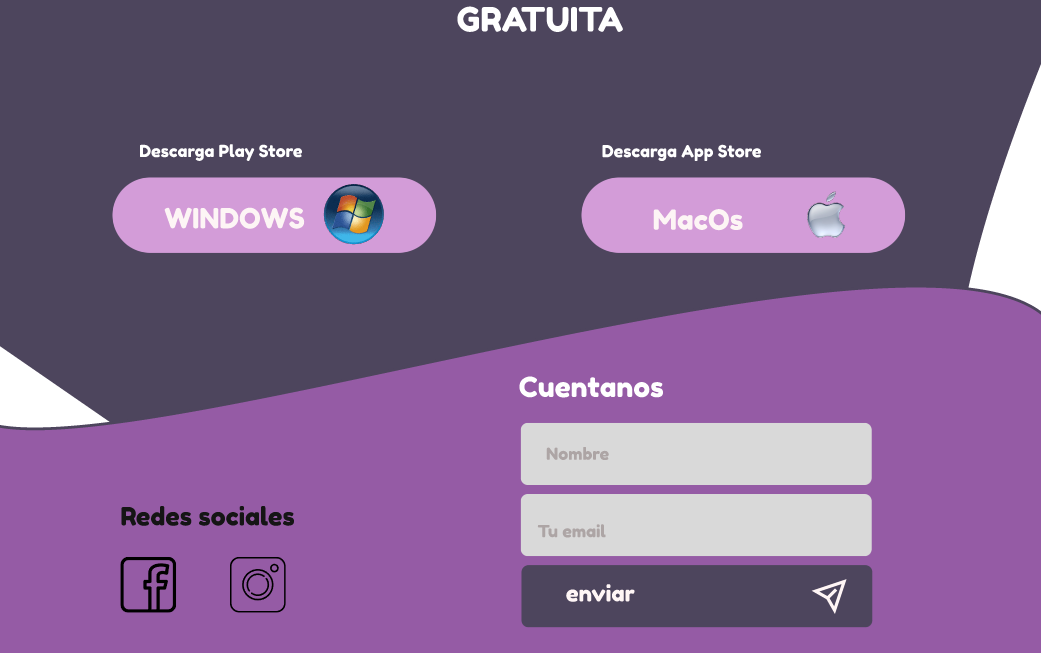 GRATUITA
Descarga Play Store
WINDOWS
Descarga App Store
MacOs
Cuentanos
Nombre
Tu email
enviar
Redes sociales